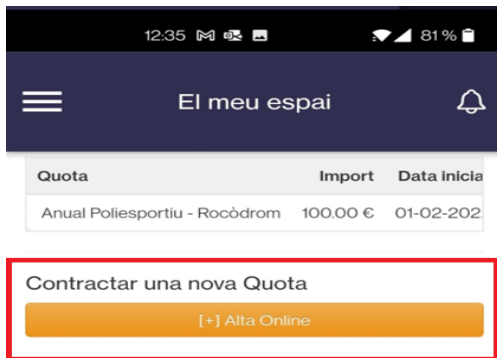 12:35 81%
El meu espai
Quota Import Data inicia
Anual Poliesportiu - Rocòdrom 100.00 € 01-02-202
Contractar una nova Quota
[+] Alta Online